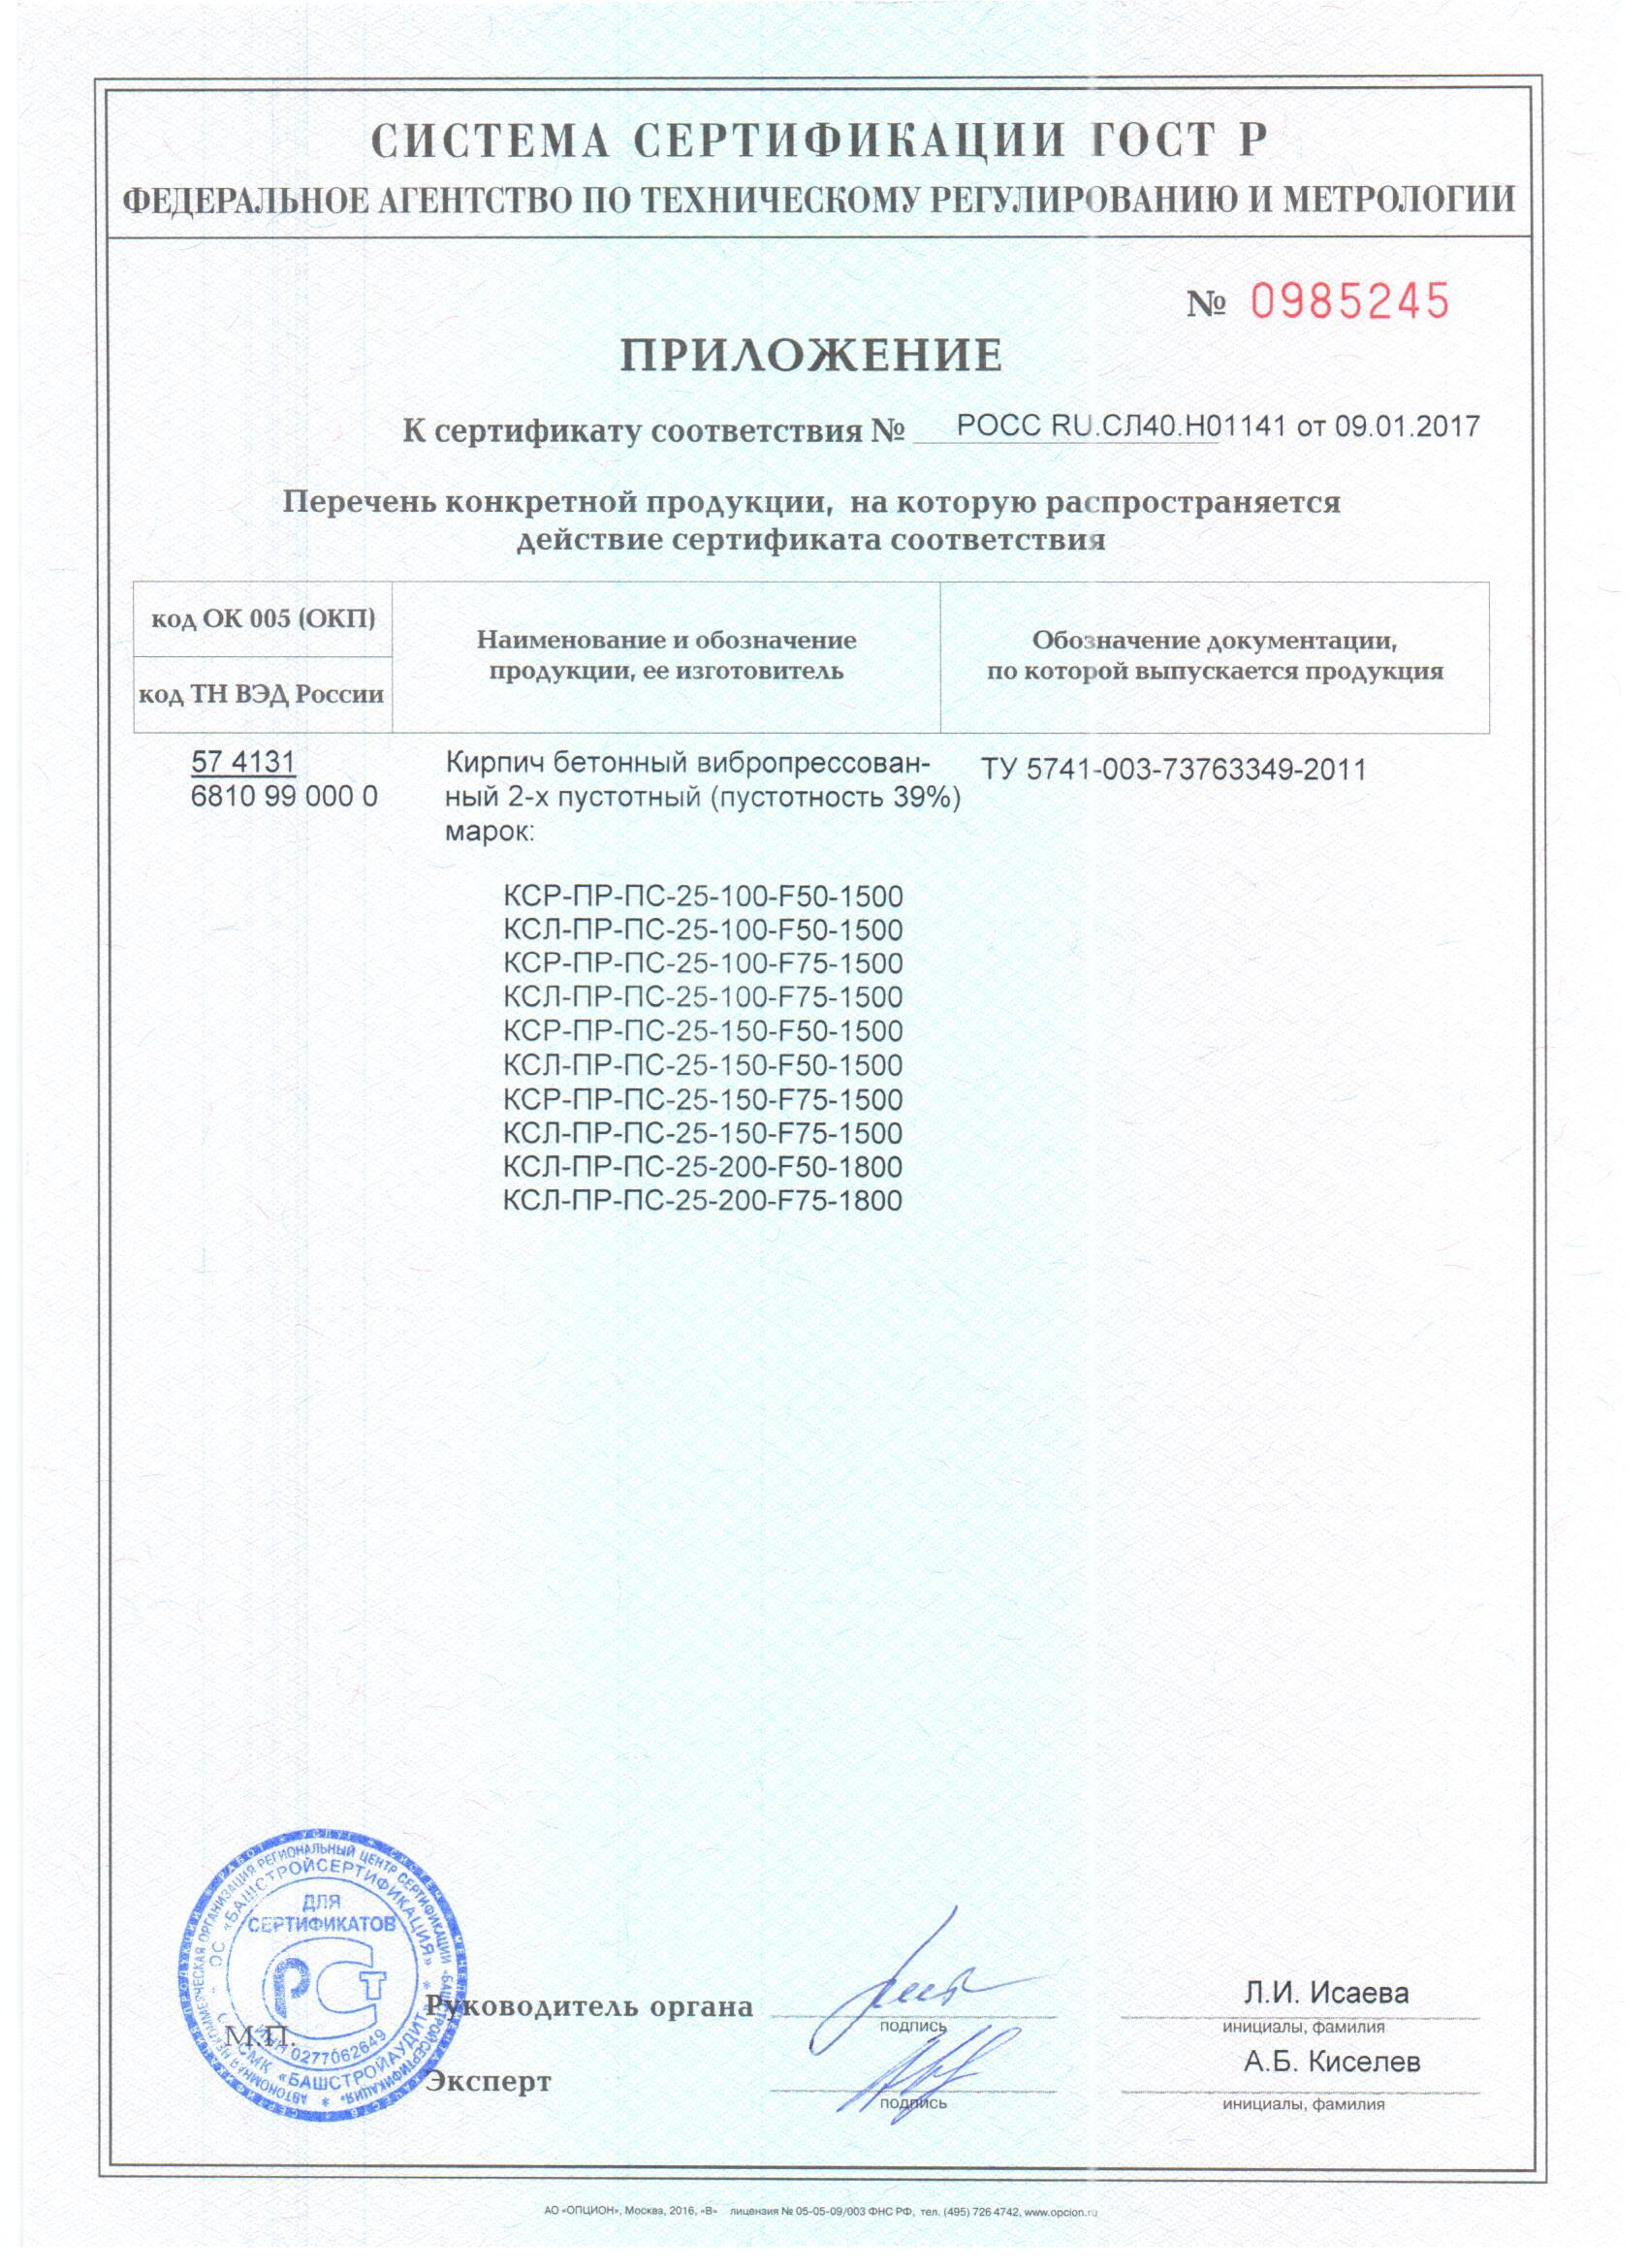 СИСТЕМА СЕРТИФИКАЦИИ ГОСТ Р
ФЕДЕРАЛЬНОЕ АГЕНТСТВО ПО ТЕХНИЧЕСКОМУ РЕГУЛИРОВАНИЮ И МЕТРОЛОГИИ
№ 0985245
ПРИЛОЖЕНИЕ
К сертификату соответствия № РОСС RU.СЛ40.Н01141 от 09.01.2017
Перечень конкретной продукции, на которую распространяется
действие сертификата соответствия
код ОК 005 (ОКП)
код ТН ВЭД России
Наименование и обозначение
продукции, ее изготовитель
Обозначение документации,
по которой выпускается продукция
57 4131
6810 99 000 0
Кирпич бетонный вибропрессован-
ный 2-х пустотный (пустотность 39%)
марок:
ТУ 5741-003-73763349-2011
КСР-ПР-ПС-25-100-F50-1500
КСЛ-ПР-ПС-25-100-F50-1500
КСР-ПР-ПС-25-100-F75-1500
КСЛ-ПР-ПС-25-100-F75-1500
КСР-ПР-ПС-25-150-F50-1500
КСЛ-ПР-ПС-25-150-F50-1500
КСР-ПР-ПС-25-150-F75-1500
КСЛ-ПР-ПС-25-150-F75-1500
КСЛ-ПР-ПС-25-200-F50-1800
КСЛ-ПР-ПС-25-200-F75-1800
АВТОНОМНАЯ НЕКОММЕРЧЕСКАЯ ОРГАНИЗАЦИЯ РЕГИОНАЛЬНЫЙ ЦЕНТР СЕРТИФИКАЦИИ «БАШСТРОЙСЕРТИФИКАЦИЯ»
ОС «БАШСТРОЙСЕРТИФИКАЦИЯ»
ДЛЯ
СЕРТИФИКАТОВ
РСТ
ИНН 0277062649
СМК «БАШСТРОЙАУДИТ»
М.П.
Руководитель органа
подпись
Л.И. Исаева
инициалы, фамилия
Эксперт
подпись
А.Б. Киселев
инициалы, фамилия
АО «ОПЦИОН», Москва, 2016, «В» лицензия № 05-05-09/003 ФНС РФ, тел. (495) 726 4742, www.opcion.ru